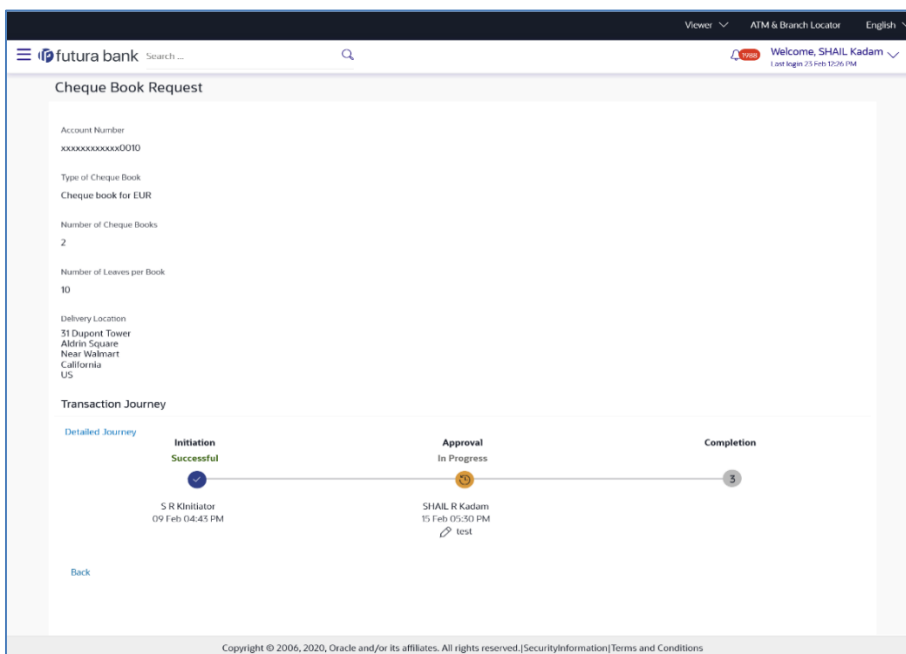 Viewer ATM & Branch Locator English
futura bank Search ... Welcome, SHAIL Kadam
Last login 23 Feb 12:26 PM
Cheque Book Request
Account Number
xxxxxxxxxxxx0010
Type of Cheque Book
Cheque book for EUR
Number of Cheque Books
2
Number of Leaves per Book
10
Delivery Location
31 Dupont Tower
Aldrin Square
Near Walmart
California
US
Transaction Journey
Detailed Journey
Initiation Approval Completion
Successful In Progress
3
S R KInitiator SHAIL R Kadam
09 Feb 04:43 PM 15 Feb 05:30 PM
test
Back
Copyright © 2006, 2020, Oracle and/or its affiliates. All rights reserved.|SecurityInformation|Terms and Conditions